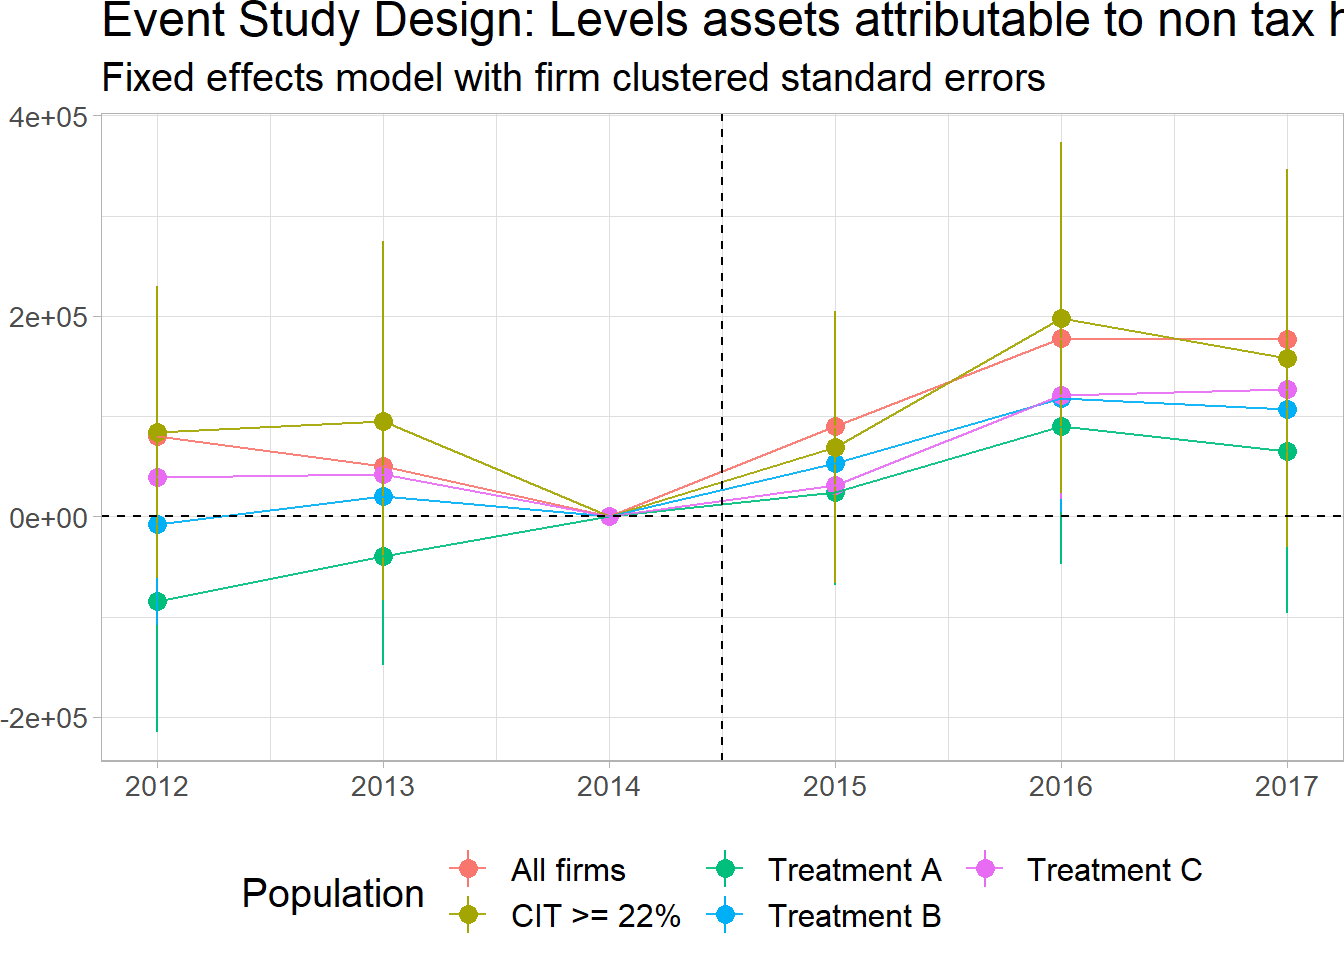 Event Study Design: Levels assets attributable to non tax h
Fixed effects model with firm clustered standard errors
4e+05
2e+05
0e+00
-2e+05
2012 2013 2014 2015 2016 2017
Population
All firms Treatment A Treatment C
CIT >= 22% Treatment B